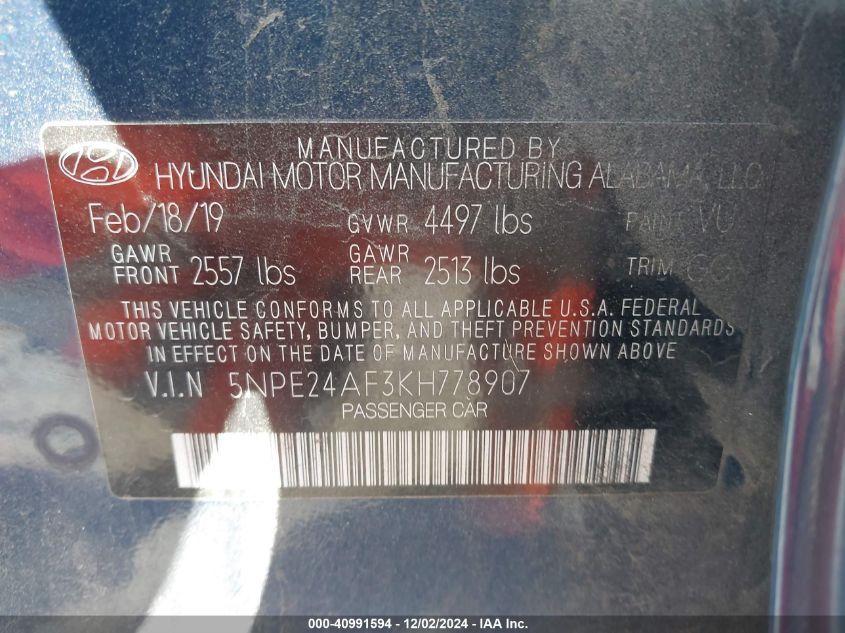 MANUFACTURED BY
HYUNDAI MOTOR MANUFACTURING ALABAMA, LLC
Feb/18/19 GVWR 4497 lbs PAINT VU
GAWR FRONT 2557 lbs GAWR REAR 2513 lbs TRIM
THIS VEHICLE CONFORMS TO ALL APPLICABLE U.S.A. FEDERAL
MOTOR VEHICLE SAFETY, BUMPER, AND THEFT PREVENTION STANDARDS
IN EFFECT ON THE DATE OF MANUFACTURE SHOWN ABOVE
V.I.N 5NPE24AF3KH778907
PASSENGER CAR
000-40991594 - 12/02/2024 - IAA Inc.